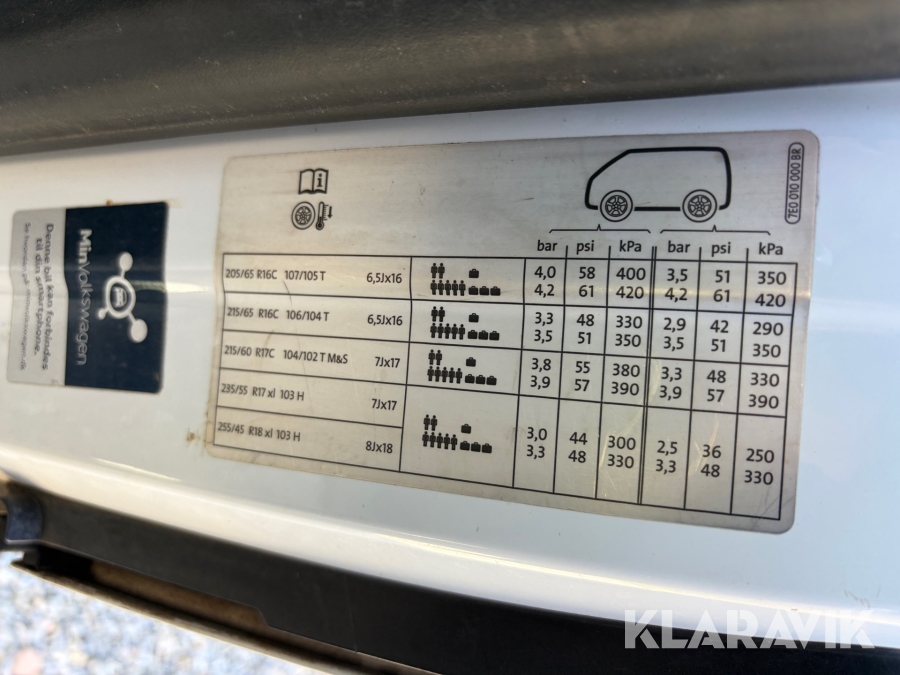 7E0 010 000 BR
bar psi kPa bar psi kPa
205/65 R16C 107/105 T 6,5Jx16 4,0 58 400 3,5 51 350
4,2 61 420 4,2 61 420
215/65 R16C 106/104 T 6,5Jx16 3,3 48 330 2,9 42 290
3,5 51 350 3,5 51 350
215/60 R17C 104/102 T M&S 7Jx17 3,8 55 380 3,3 48 330
3,9 57 390 3,9 57 390
235/55 R17 xl 103 H 7Jx17
255/45 R18 xl 103 H 8Jx18 3,0 44 300 2,5 36 250
3,3 48 330 3,3 48 330
MinVolkswagen
Denne bil kan forbindes
til din smartphone.
KLARAVIK